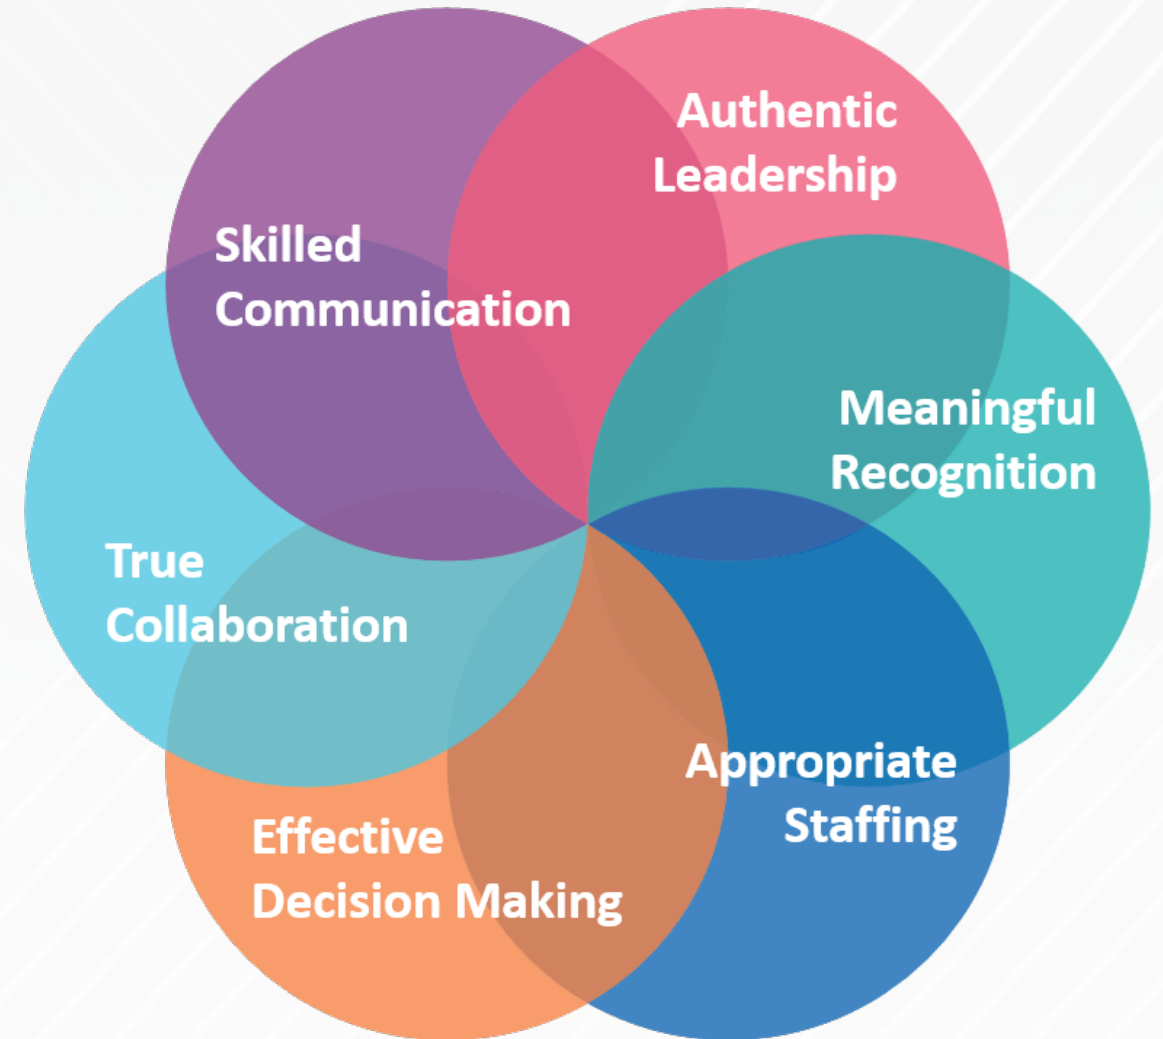 Authentic
Leadership
Skilled
Communication
Meaningful
Recognition
True
Collaboration
Appropriate
Staffing
Effective
Decision Making